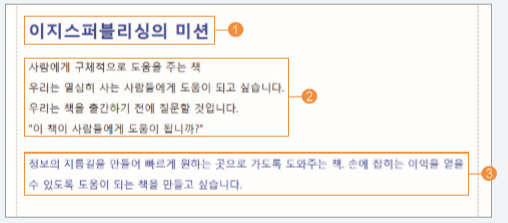 이지스퍼블리싱의 미션
1
사람에게 구체적으로 도움을 주는 책
우리는 열심히 사는 사람들에게 도움이 되고 싶습니다.
우리는 책을 출간하기 전에 질문할 것입니다.
"이 책이 사람들에게 도움이 됩니까?"
2
정보의 지름길을 만들어 빠르게 원하는 곳으로 가도록 도와주는 책, 손에 잡히는 이익을 얻을
수 있도록 도움이 되는 책을 만들고 싶습니다.
3